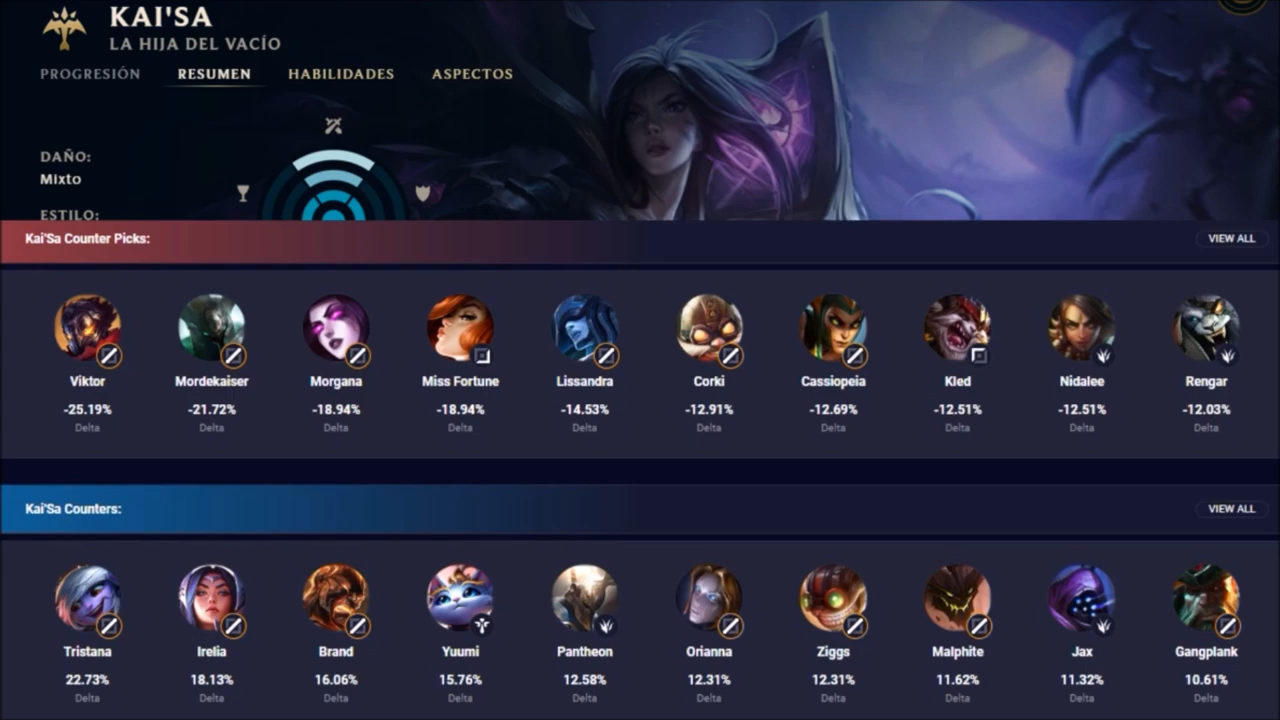 KAI'SA
LA HIJA DEL VACÍO
PROGRESIÓN RESUMEN HABILIDADES ASPECTOS
DAÑO:
Mixto
ESTILO:
Kai'Sa Counter Picks: VIEW ALL
Viktor Mordekaiser Morgana Miss Fortune Lissandra Corki Cassiopeia Kled Nidalee Rengar
-25.19% -21.72% -18.94% -18.94% -14.53% -12.91% -12.69% -12.51% -12.51% -12.03%
Delta Delta Delta Delta Delta Delta Delta Delta Delta Delta
Kai'Sa Counters: VIEW ALL
Tristana Irelia Brand Yuumi Pantheon Orianna Ziggs Malphite Jax Gangplank
22.73% 18.13% 16.06% 15.76% 12.58% 12.31% 12.31% 11.62% 11.32% 10.61%
Delta Delta Delta Delta Delta Delta Delta Delta Delta Delta